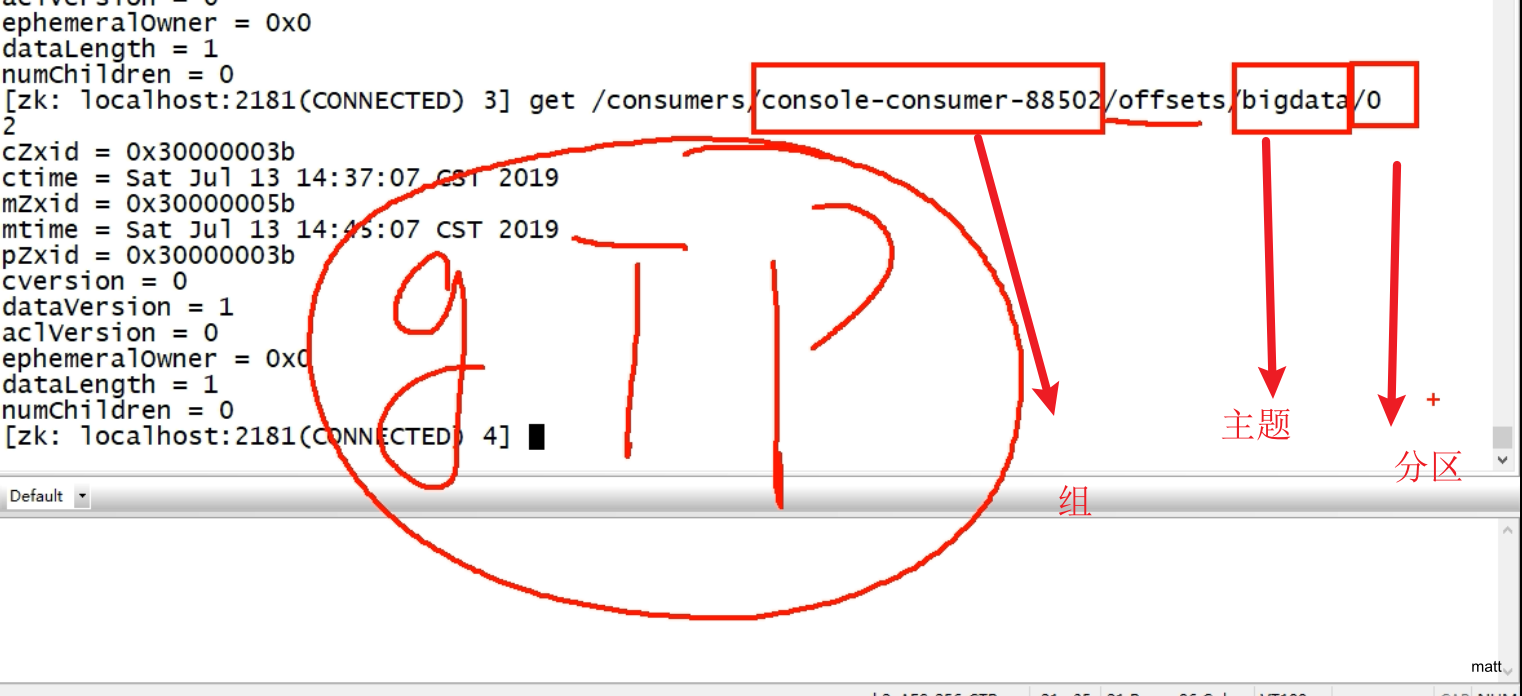 ephemeralOwner = 0x0
dataLength = 1
numChildren = 0
[zk: localhost:2181(CONNECTED) 3] get /consumers/console-consumer-88502/offsets/bigdata/0
2
cZxid = 0x30000003b
ctime = Sat Jul 13 14:37:07 CST 2019
mZxid = 0x30000005b
mtime = Sat Jul 13 14:45:07 CST 2019
pZxid = 0x30000003b
cversion = 0
dataVersion = 1
aclVersion = 0
ephemeralOwner = 0x0
dataLength = 1
numChildren = 0
[zk: localhost:2181(CONNECTED) 4]
g T P
主题
分区
组
Default
matt